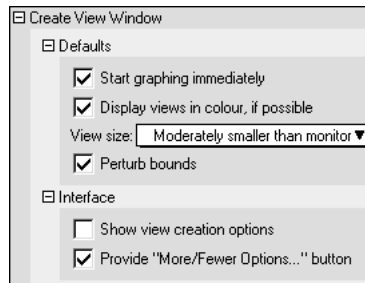 Create View Window
Defaults
Start graphing immediately
Display views in colour, if possible
View size: Moderately smaller than monitor
Perturb bounds
Interface
Show view creation options
Provide "More/Fewer Options..." button